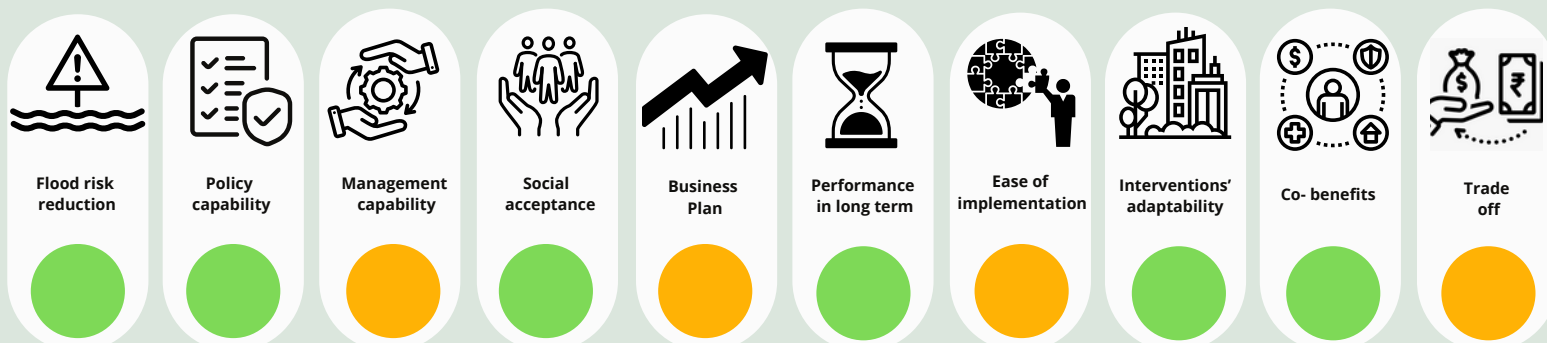 Flood risk
reduction
Policy
capability
Management
capability
Social
acceptance
Business
Plan
Performance
in long term
Ease of
implementation
Interventions’
adaptability
Co- benefits
Trade
off
$
$
$
₹